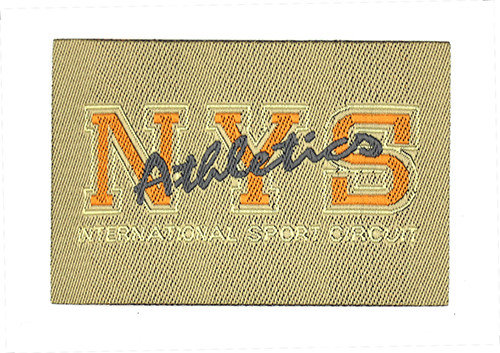 NYS
Athletics
INTERNATIONAL SPORT CIRCUIT